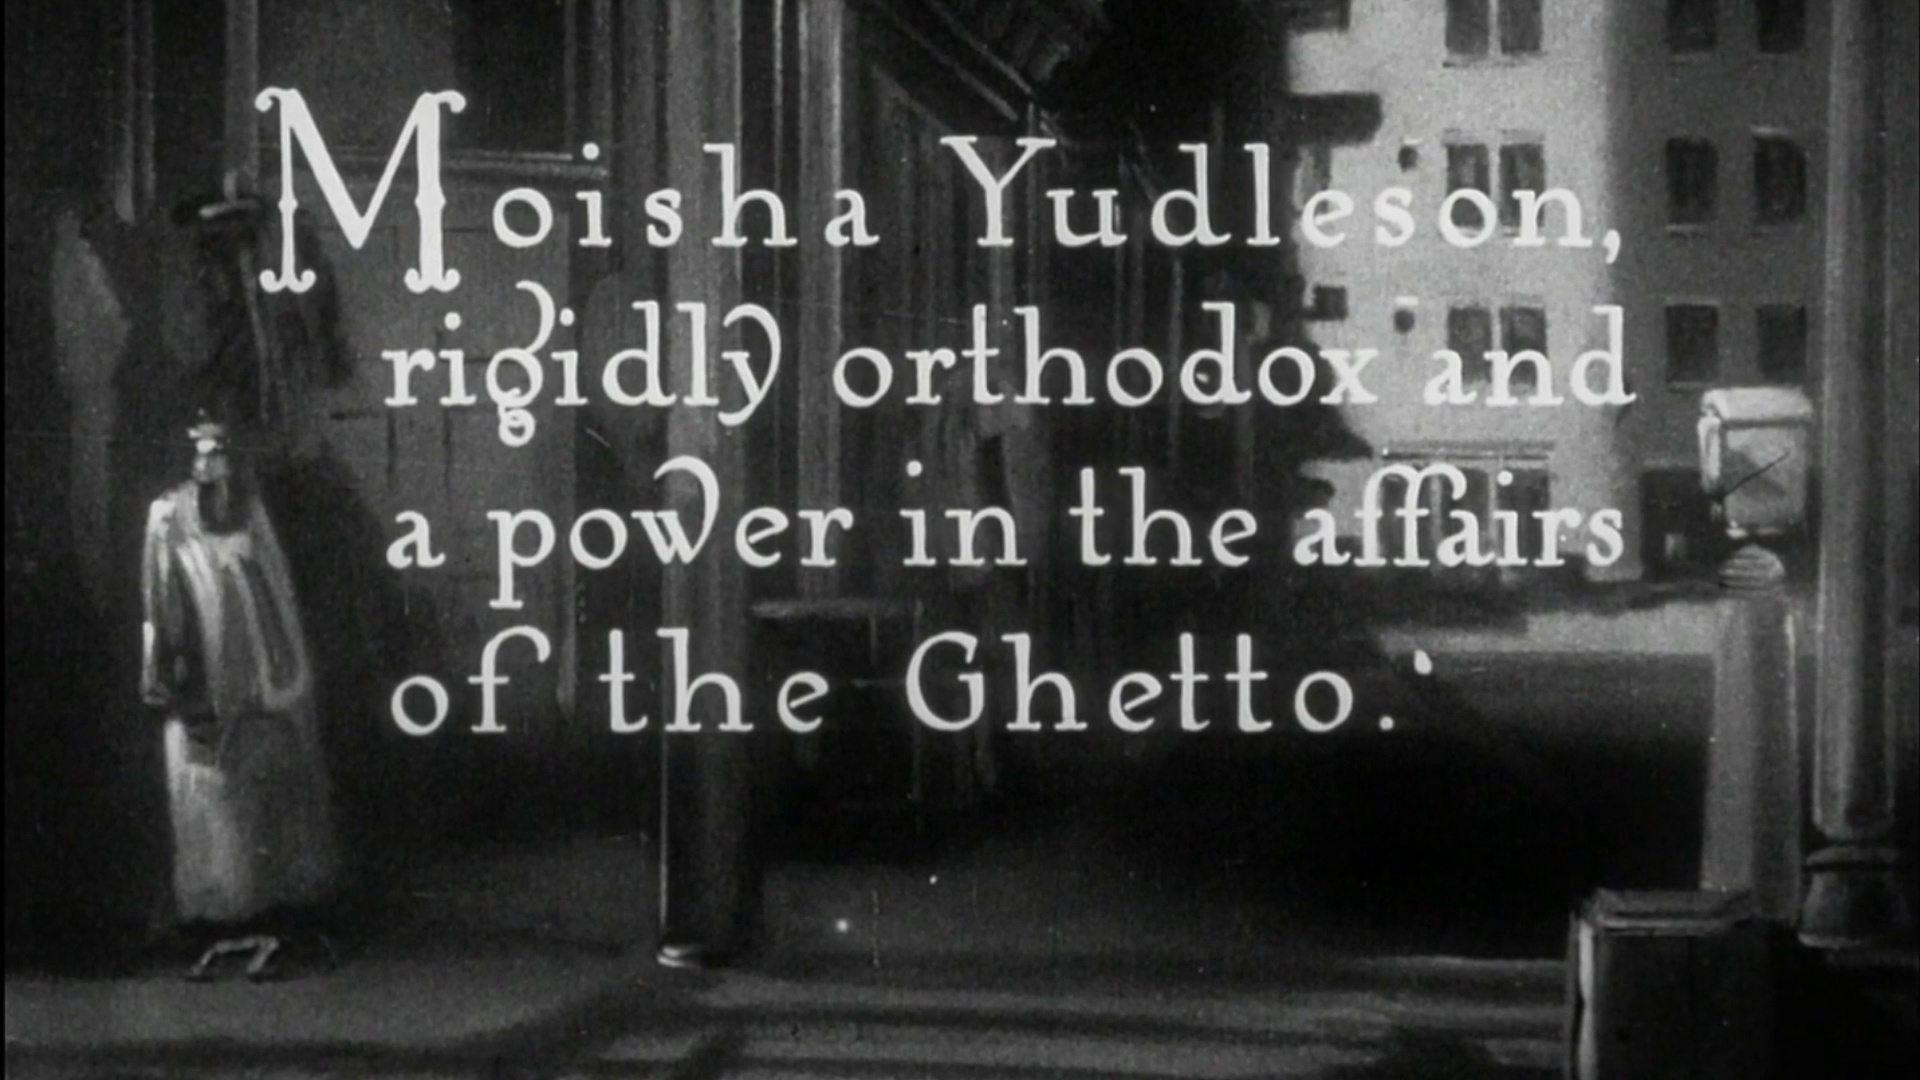 Moisha Yudleson,
rigidly orthodox and
a power in the affairs
of the Ghetto.